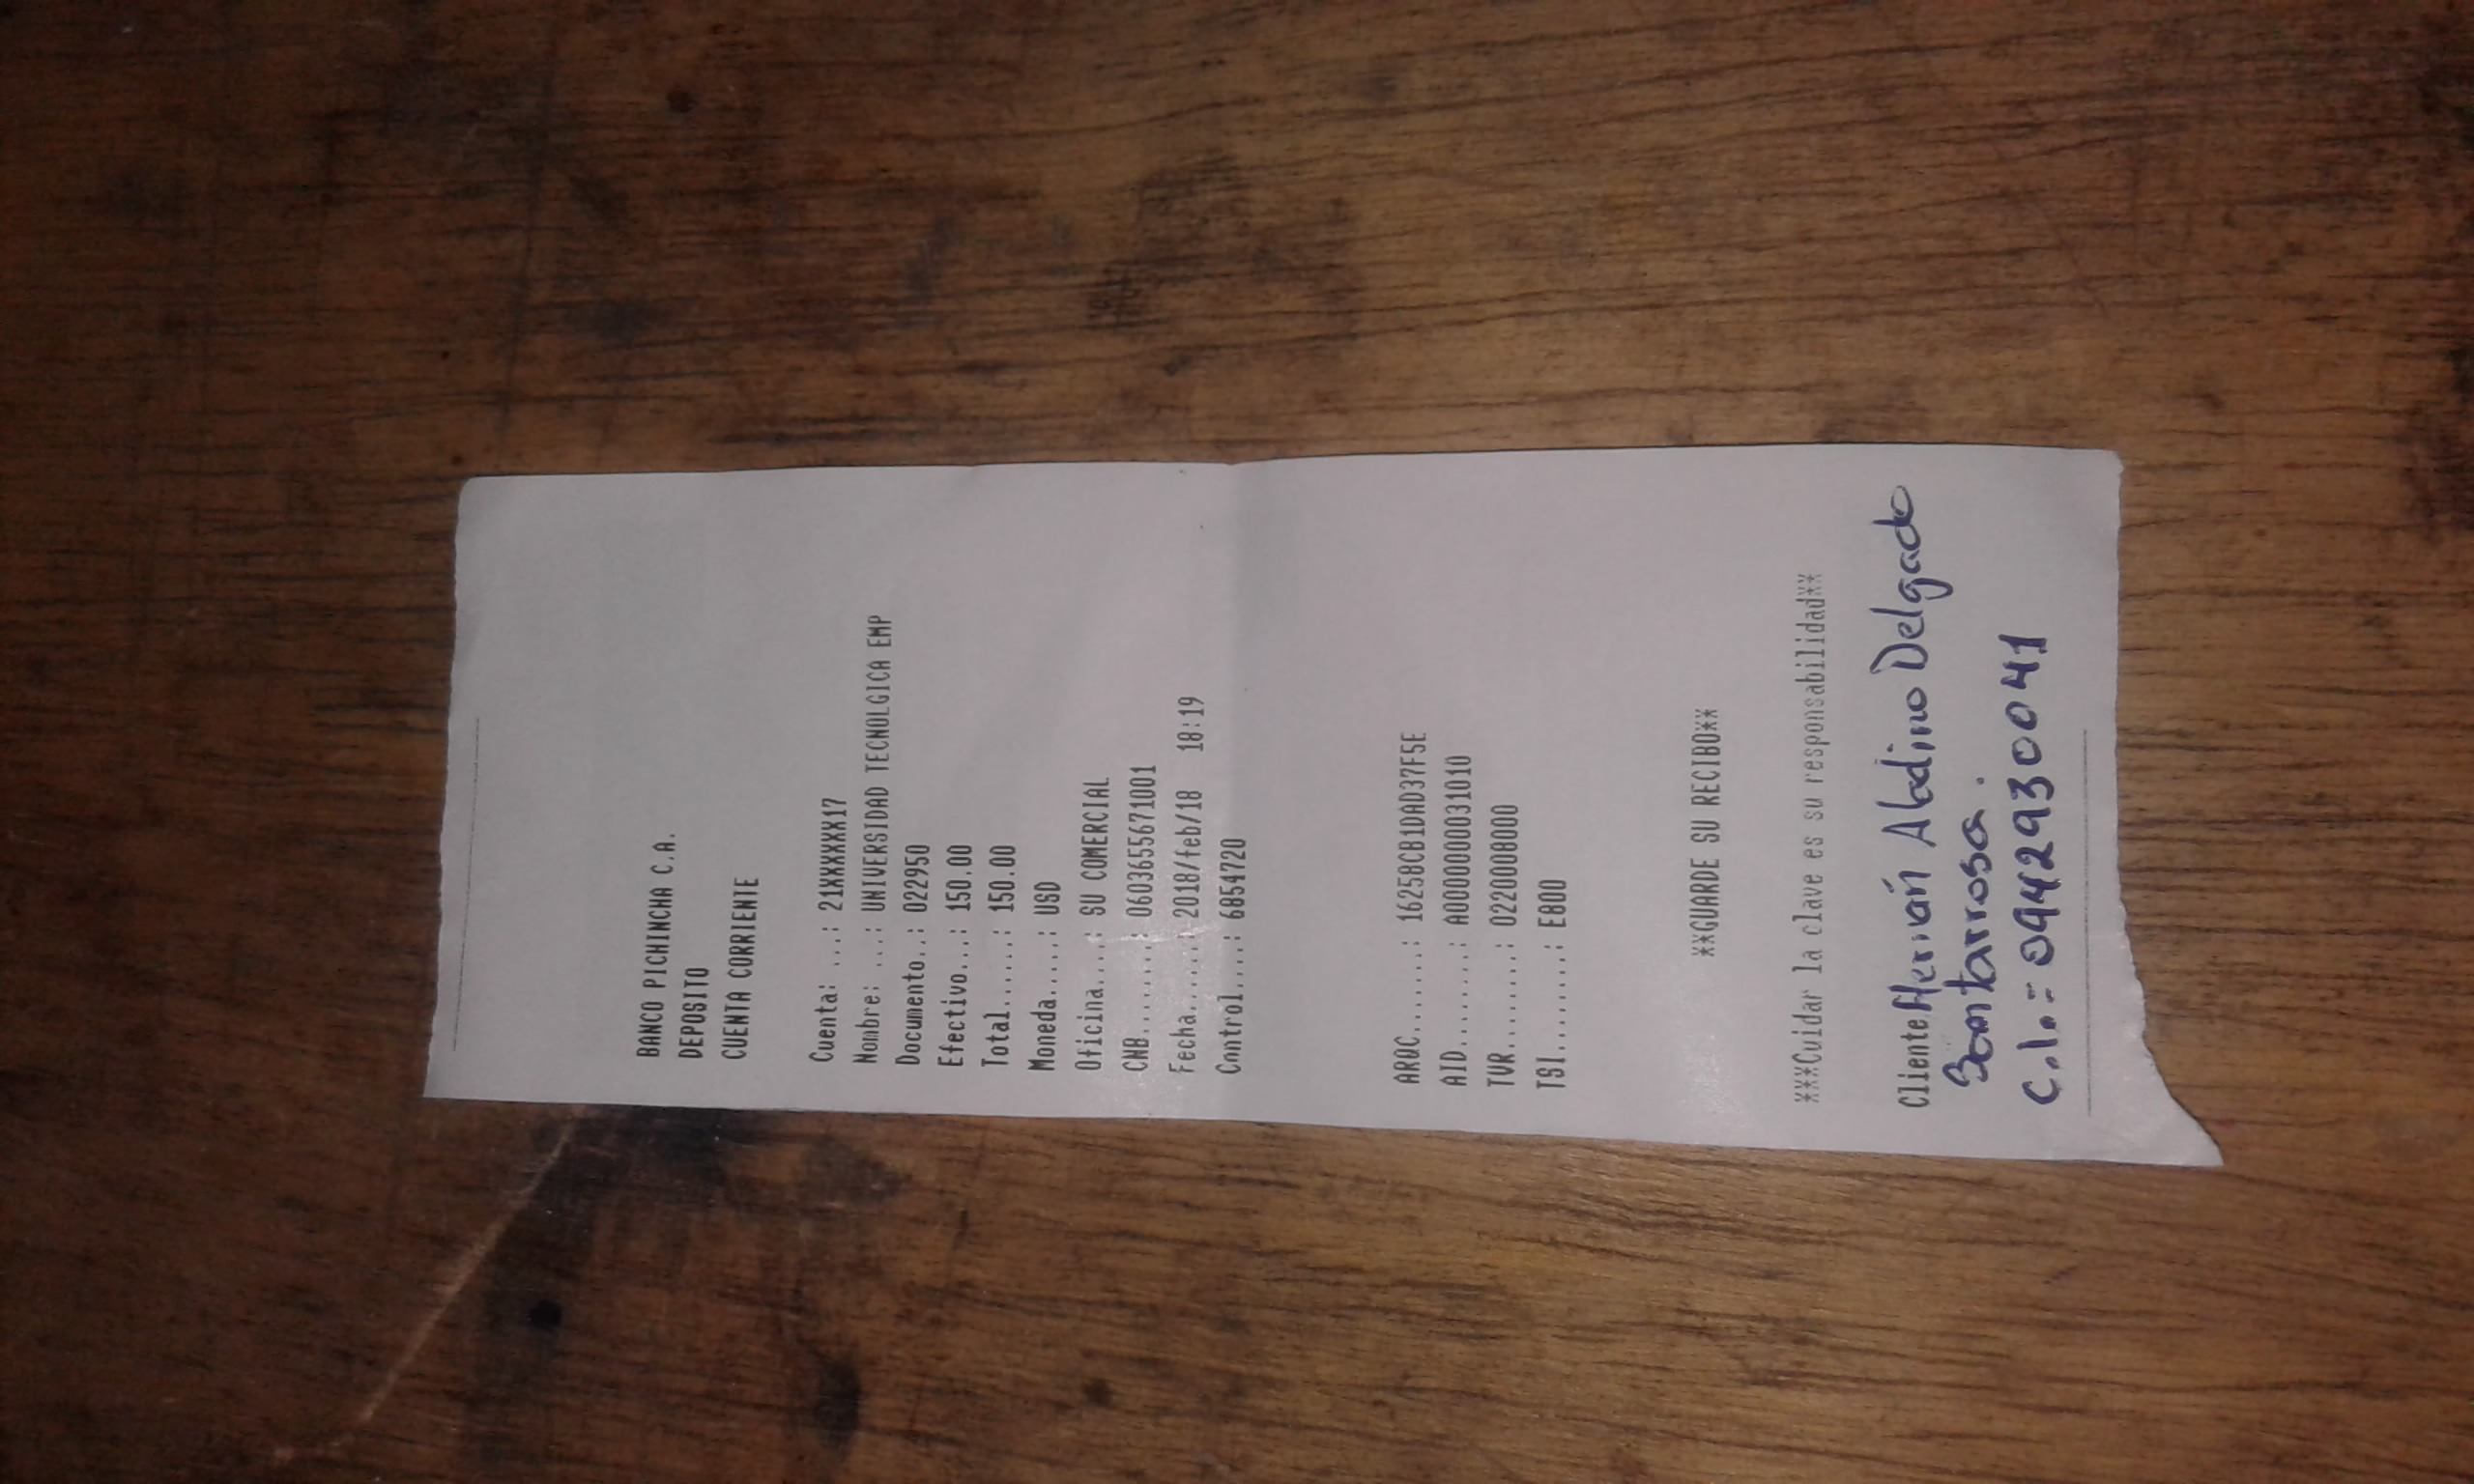 BANCO PICHINCHA C.A.
DEPOSITO
CUENTA CORRIENTE
Cuenta: ...: 21XXXXXX17
Nombre: ...: UNIVERSIDAD TECNOLGICA EMP
Documento..: 022950
Efectivo...: 150.00
Total......: 150.00
Moneda.....: USD
Oficina....: SU COMERCIAL
CNB........: 0603655671001
Fecha......: 2018/feb/18 18:19
Control....: 6854720
ARQC.......: 16258CB1DAD37F5E
AID........: A0000000031010
TVR........: 0220008000
TSI........: E800
**GUARDE SU RECIBO**
***Cuidar la clave es su responsabilidad**
Cliente Hernán Aladino Delgado
Santarrosa.
C.I.: 0942930041